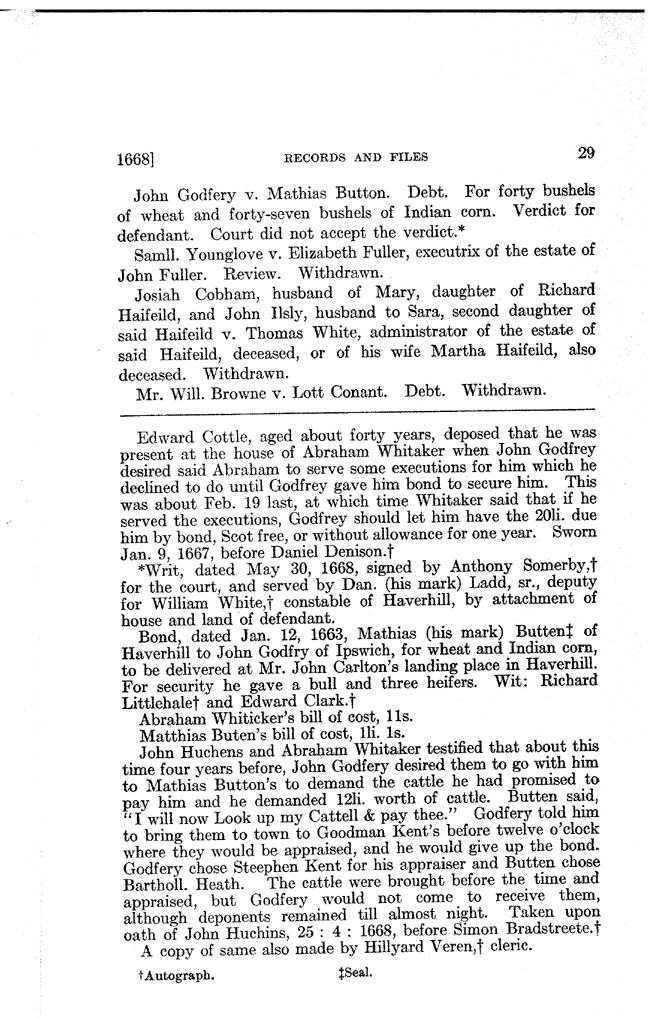 1668] RECORDS AND FILES 29
John Godfery v. Mathias Button. Debt. For forty bushels
of wheat and forty-seven bushels of Indian corn. Verdict for
defendant. Court did not accept the verdict.*
Samll. Younglove v. Elizabeth Fuller, executrix of the estate of
John Fuller. Review. Withdrawn.
Josiah Cobham, husband of Mary, daughter of Richard
Haifeild, and John Ilsly, husband to Sara, second daughter of
said Haifeild v. Thomas White, administrator of the estate of
said Haifeild, deceased, or of his wife Martha Haifeild, also
deceased. Withdrawn.
Mr. Will. Browne v. Lott Conant. Debt. Withdrawn.
Edward Cottle, aged about forty years, deposed that he was
present at the house of Abraham Whitaker when John Godfrey
desired said Abraham to serve some executions for him which he
declined to do until Godfrey gave him bond to secure him. This
was about Feb. 19 last, at which time Whitaker said that if he
served the executions, Godfrey should let him have the 20li. due
him by bond, Scot free, or without allowance for one year. Sworn
Jan. 9, 1667, before Daniel Denison.†
*Writ, dated May 30, 1668, signed by Anthony Somerby,†
for the court, and served by Dan. (his mark) Ladd, sr., deputy
for William White,† constable of Haverhill, by attachment of
house and land of defendant.
Bond, dated Jan. 12, 1663, Mathias (his mark) Butten‡ of
Haverhill to John Godfry of Ipswich, for wheat and Indian corn,
to be delivered at Mr. John Carlton's landing place in Haverhill.
For security he gave a bull and three heifers. Wit: Richard
Littlehale† and Edward Clark.†
Abraham Whiticker's bill of cost, 11s.
Matthias Buten's bill of cost, 1li. 1s.
John Huchens and Abraham Whitaker testified that about this
time four years before, John Godfery desired them to go with him
to Mathias Button's to demand the cattle he had promised to
pay him and he demanded 12li. worth of cattle. Butten said,
"I will now Look up my Cattell & pay thee." Godfery told him
to bring them to town to Goodman Kent's before twelve o'clock
where they would be appraised, and he would give up the bond.
Godfery chose Steephen Kent for his appraiser and Butten chose
Bartholl. Heath. The cattle were brought before the time and
appraised, but Godfery would not come to receive them,
although deponents remained till almost night. Taken upon
oath of John Huchins, 25 : 4 : 1668, before Simon Bradstreete.†
A copy of same also made by Hillyard Veren,† cleric.
†Autograph. ‡Seal.